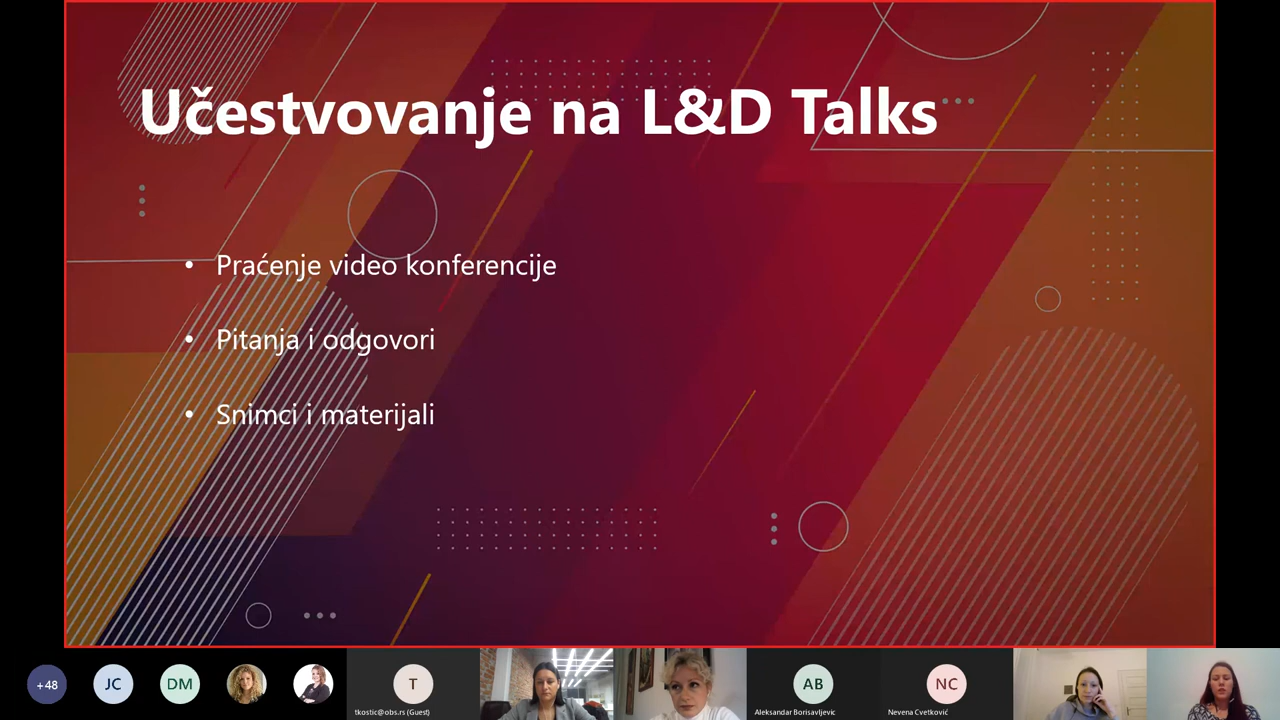 Učestvovanje na L&D Talks
• Praćenje video konferencije
• Pitanja i odgovori
• Snimci i materijali
+48
JC
DM
T
tkostic@obs.rs (Guest)
AB
Aleksandar Borisavljevic
NC
Nevena Cvetković